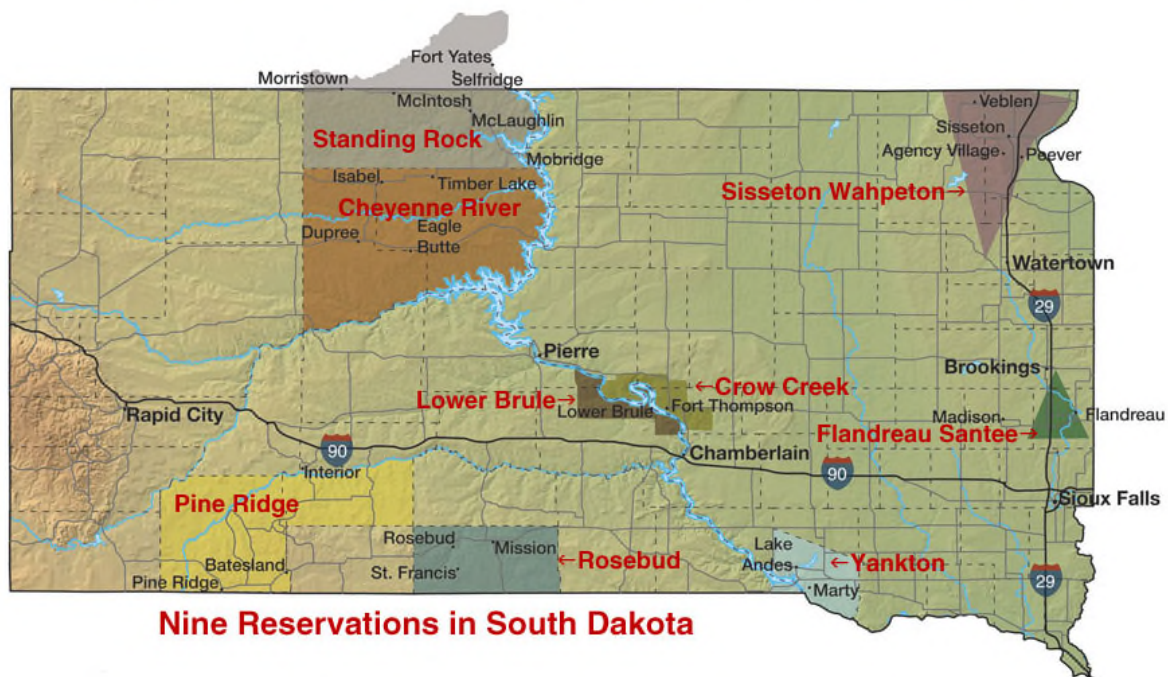 Fort Yates
Morristown
Selfridge
McIntosh
McLaughlin
Veblen
Standing Rock
Sisseton
Agency Village
Peever
Mobridge
Isabel
Timber Lake
Sisseton Wahpeton→
Cheyenne River
Dupree
Eagle
Butte
Watertown
29
Pierre
Brookings
←Crow Creek
Lower Brule→
Lower Brule
Fort Thompson
Rapid City
Madison
Flandreau
Flandreau Santee→
90
Chamberlain
Interior
90
Pine Ridge
Sioux Falls
Rosebud
Mission
←Rosebud
Lake
Andes
←Yankton
Batesland
St. Francis
Pine Ridge
Marty
29
Nine Reservations in South Dakota